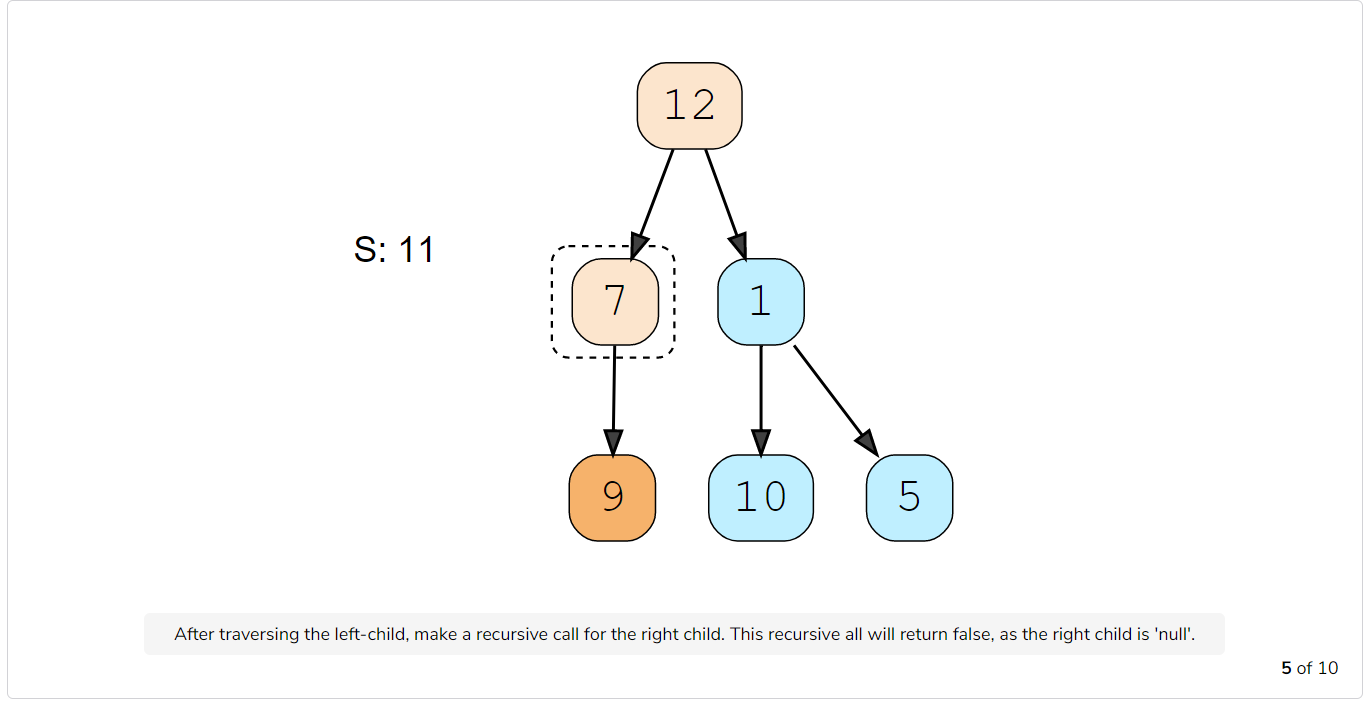 12
S: 11
7
1
9
10
5
After traversing the left-child, make a recursive call for the right child. This recursive all will return false, as the right child is 'null'.
5 of 10